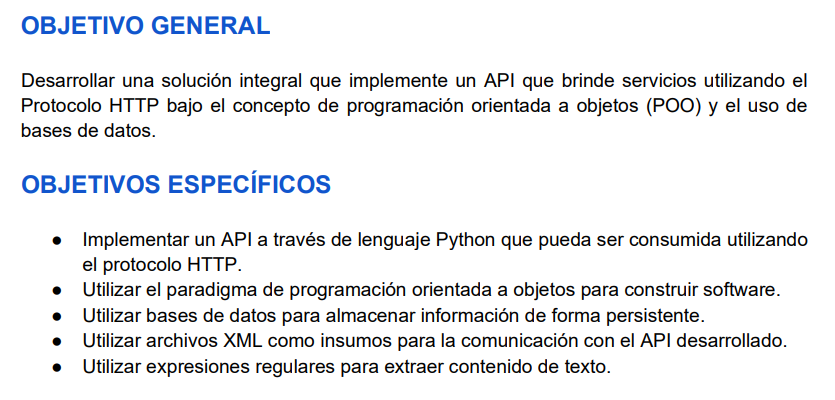 OBJETIVO GENERAL
Desarrollar una solución integral que implemente un API que brinde servicios utilizando el
Protocolo HTTP bajo el concepto de programación orientada a objetos (POO) y el uso de
bases de datos.
OBJETIVOS ESPECÍFICOS
● Implementar un API a través de lenguaje Python que pueda ser consumida utilizando
el protocolo HTTP.
● Utilizar el paradigma de programación orientada a objetos para construir software.
● Utilizar bases de datos para almacenar información de forma persistente.
● Utilizar archivos XML como insumos para la comunicación con el API desarrollado.
● Utilizar expresiones regulares para extraer contenido de texto.